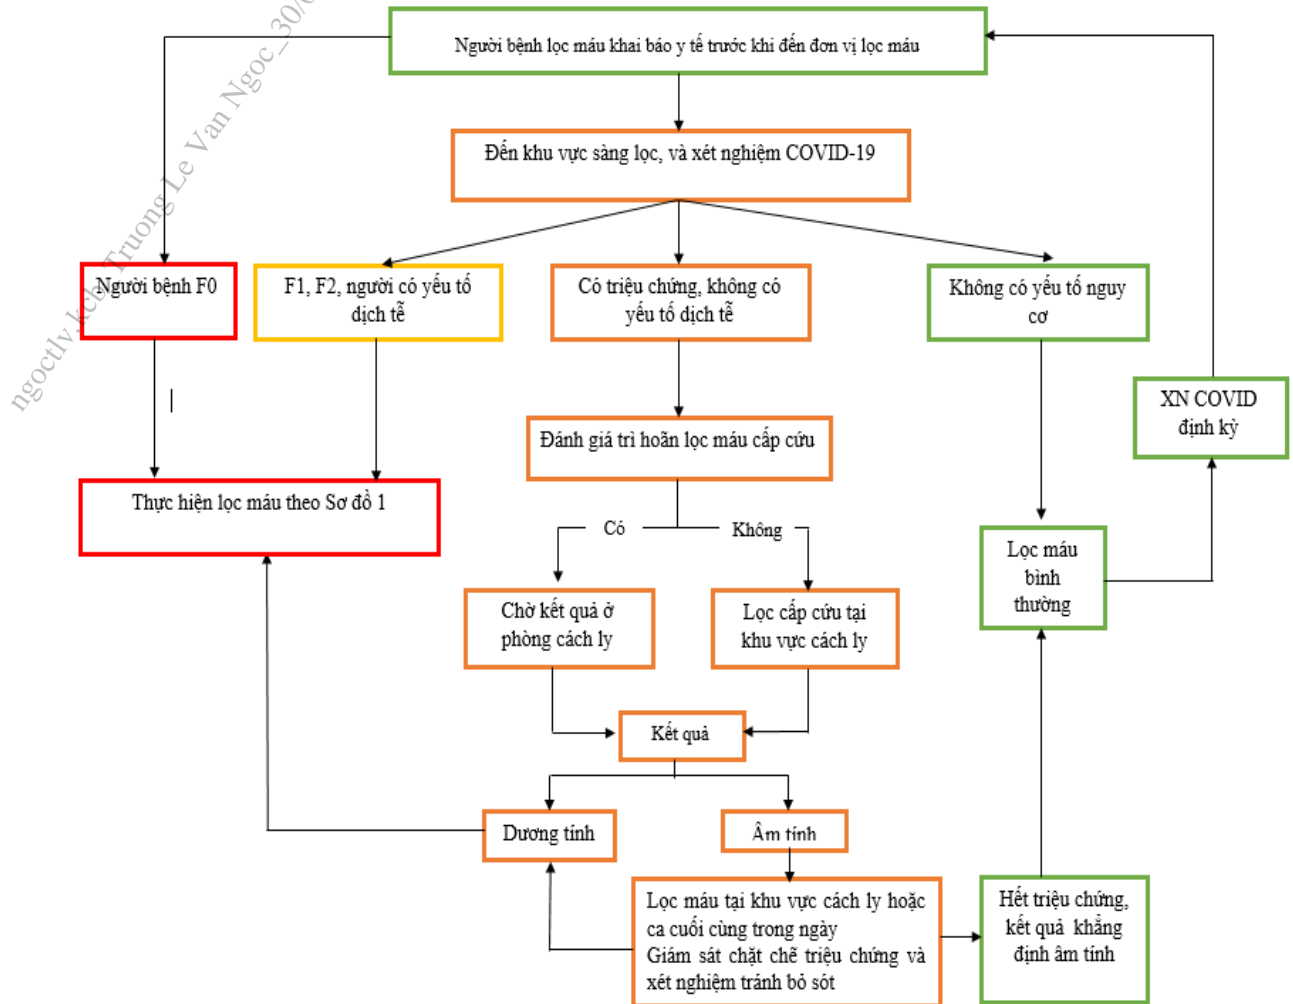 Người bệnh lọc máu khai báo y tế trước khi đến đơn vị lọc máu
Đến khu vực sàng lọc, và xét nghiệm COVID-19
Người bệnh F0
F1, F2, người có yếu tố
dịch tễ
Có triệu chứng, không có
yếu tố dịch tễ
Không có yếu tố nguy
cơ
XN COVID
định kỳ
Đánh giá trì hoãn lọc máu cấp cứu
Thực hiện lọc máu theo Sơ đồ 1
Có
Không
Lọc máu
bình
thường
Chờ kết quả ở
phòng cách ly
Lọc cấp cứu tại
khu vực cách ly
Kết quả
Dương tính
Âm tính
Lọc máu tại khu vực cách ly hoặc
ca cuối cùng trong ngày
Giám sát chặt chẽ triệu chứng và
xét nghiệm tránh bỏ sót
Hết triệu chứng,
kết quả khẳng
định âm tính
ngoctlv.kcb_Truong Le Van Ngoc_30/0